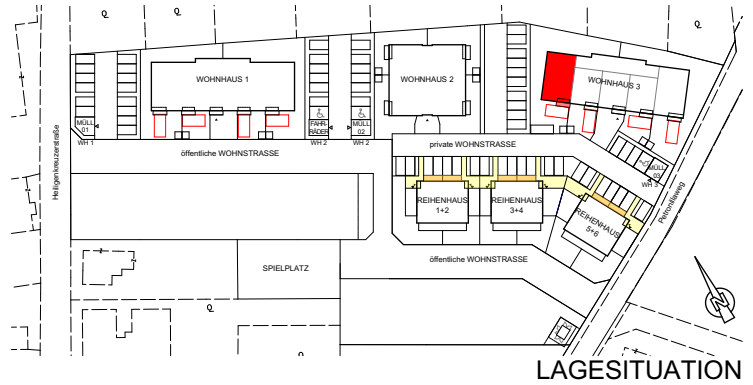 WOHNHAUS 1
WOHNHAUS 2
WOHNHAUS 3
MÜLL
01
WH 1
FAHR-
RÄDER
WH 2
MÜLL
02
WH 2
MÜLL
03
WH 3
öffentliche WOHNSTRASSE
private WOHNSTRASSE
Heiligenkreuzerstraße
Petronillaweg
REIHENHAUS
1+2
REIHENHAUS
3+4
REIHENHAUS
5+6
SPIELPLATZ
öffentliche WOHNSTRASSE
N
LAGESITUATION